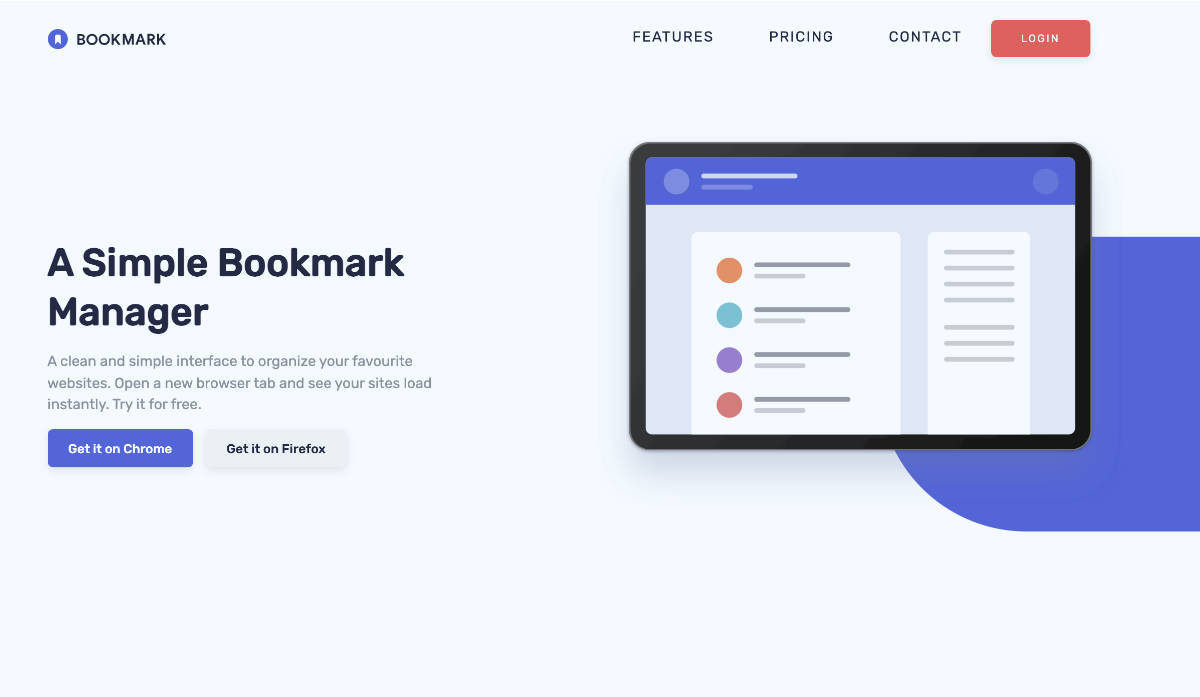 BOOKMARK
FEATURES
PRICING
CONTACT
LOGIN
A Simple Bookmark
Manager
A clean and simple interface to organize your favourite
websites. Open a new browser tab and see your sites load
instantly. Try it for free.
Get it on Chrome
Get it on Firefox